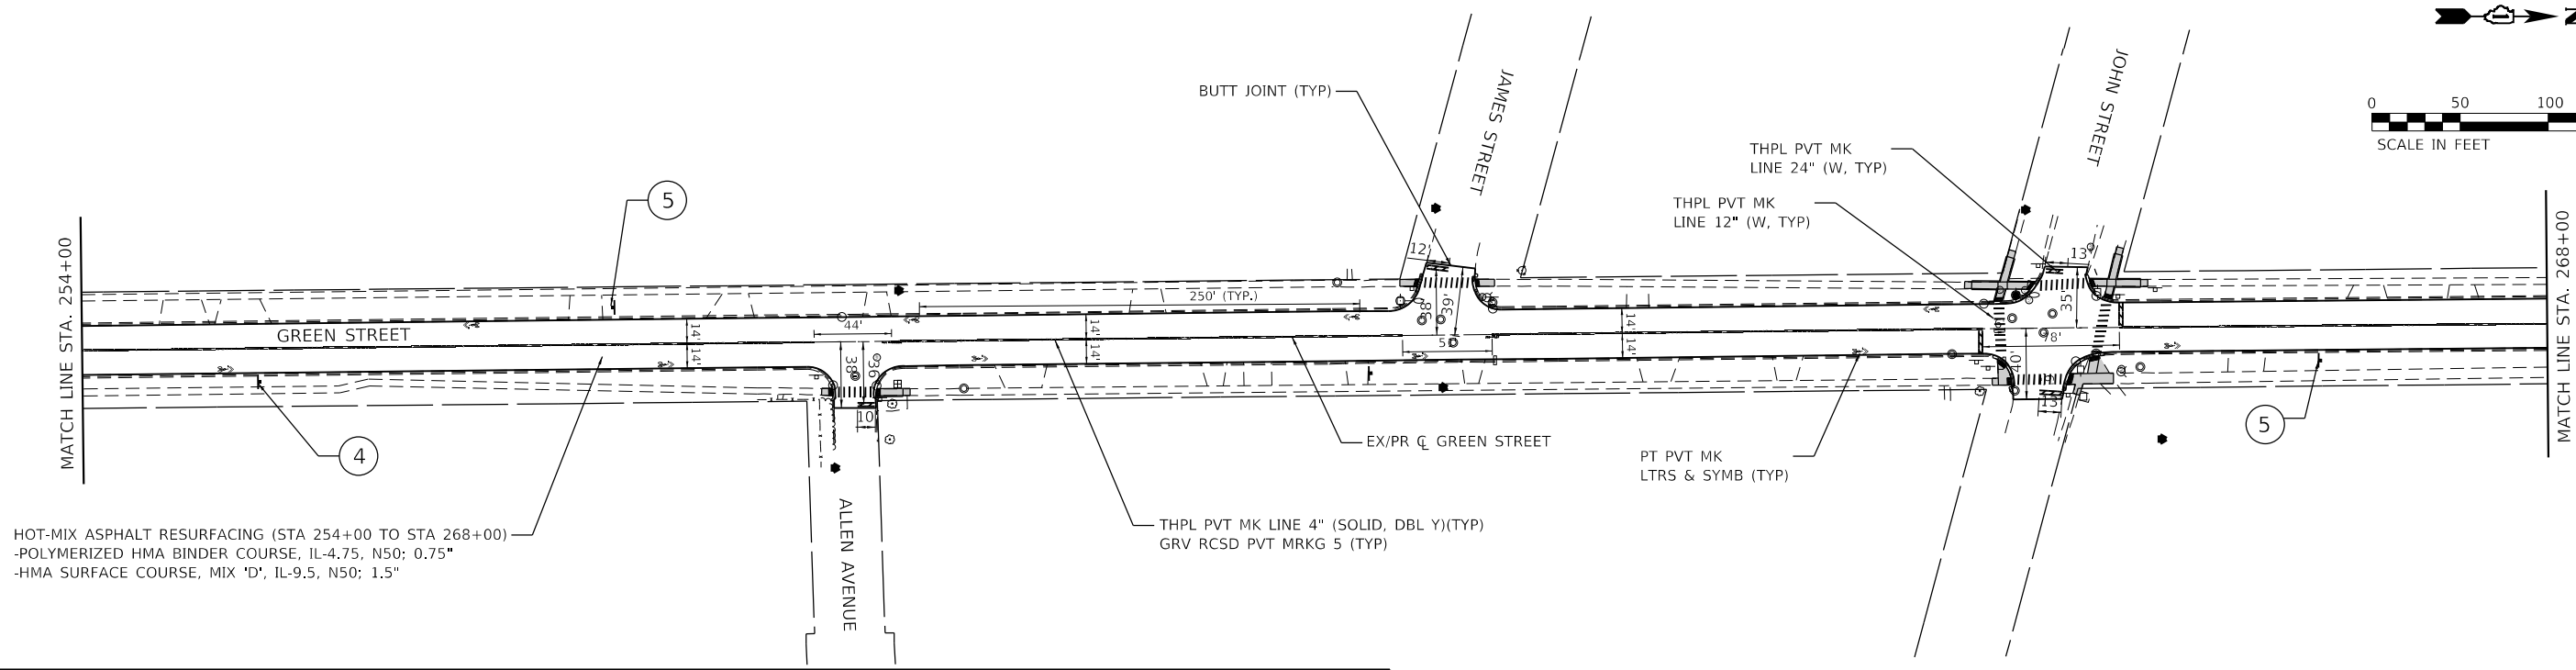 N
0 50 100
SCALE IN FEET
JAMES STREET
JOHN STREET
BUTT JOINT (TYP)
THPL PVT MK
LINE 24" (W, TYP)
THPL PVT MK
LINE 12" (W, TYP)
5
MATCH LINE STA. 254+00
MATCH LINE STA. 268+00
GREEN STREET
250' (TYP.)
12'
38'
39'
13'
35'
44'
14'
14'
14'
14'
14'
14'
38'
36'
10'
78'
40'
13'
4
5
EX/PR ℄ GREEN STREET
PT PVT MK
LTRS & SYMB (TYP)
ALLEN AVENUE
THPL PVT MK LINE 4" (SOLID, DBL Y)(TYP)
GRV RCSD PVT MRKG 5 (TYP)
HOT-MIX ASPHALT RESURFACING (STA 254+00 TO STA 268+00)
-POLYMERIZED HMA BINDER COURSE, IL-4.75, N50; 0.75"
-HMA SURFACE COURSE, MIX 'D', IL-9.5, N50; 1.5"